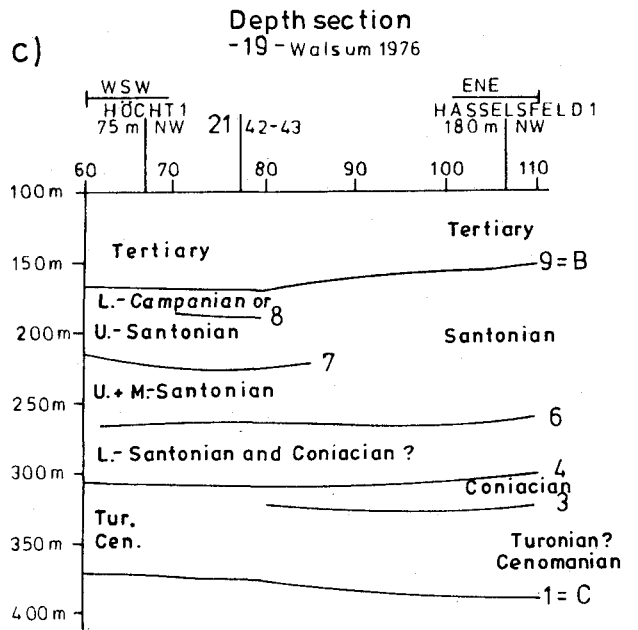 Depth section
c)
-19- Walsum 1976
WSW
ENE
HÖCHT 1
HASSELSFELD 1
75 m NW
21 42-43
180 m NW
60 70 80 90 100 110
100 m
Tertiary
Tertiary
150 m
9 = B
L.-Campanian or
8
200 m
U.-Santonian
Santonian
7
U.+ M.-Santonian
250 m
6
L.- Santonian and Coniacian ?
300 m
4
Coniacian
3
Tur.
Cen.
350 m
Turonian?
Cenomanian
1 = C
400 m